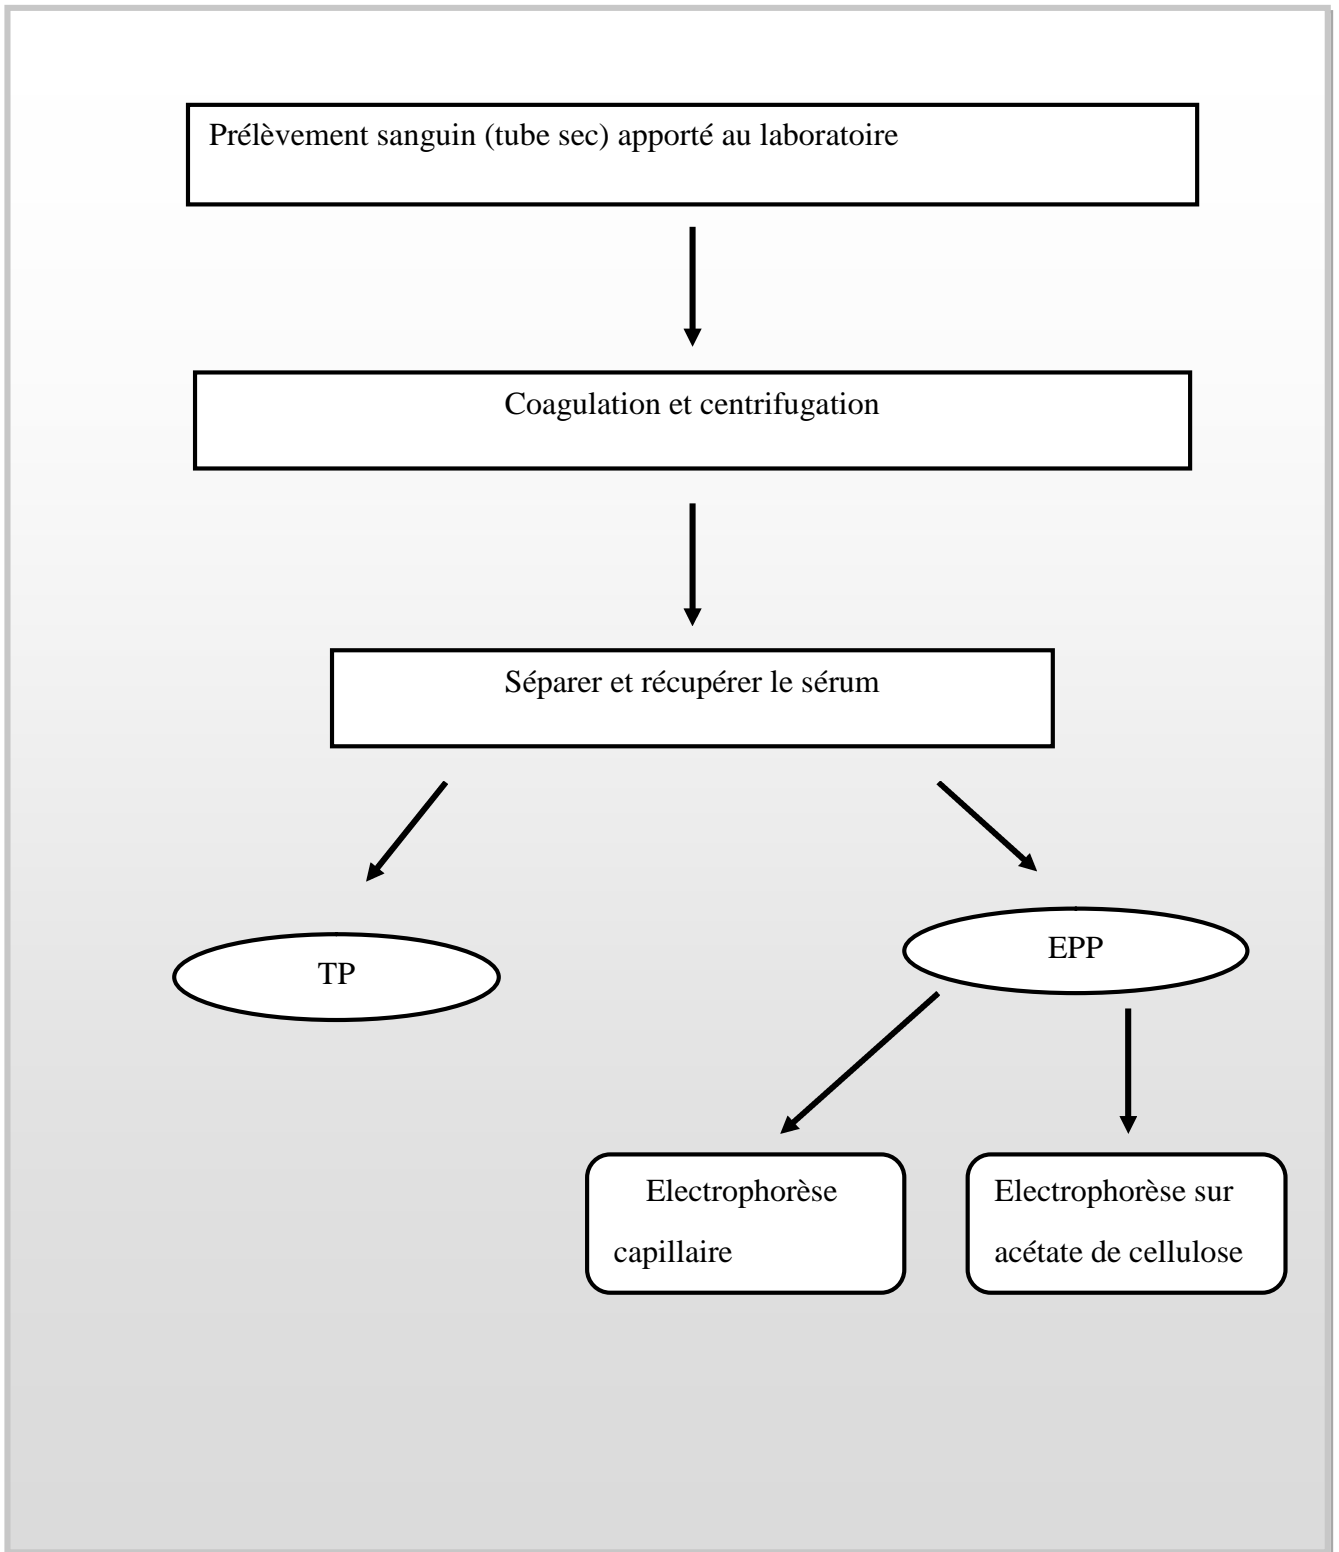 Prélèvement sanguin (tube sec) apporté au laboratoire
Coagulation et centrifugation
Séparer et récupérer le sérum
TP
EPP
Electrophorèse
capillaire
Electrophorèse sur
acétate de cellulose